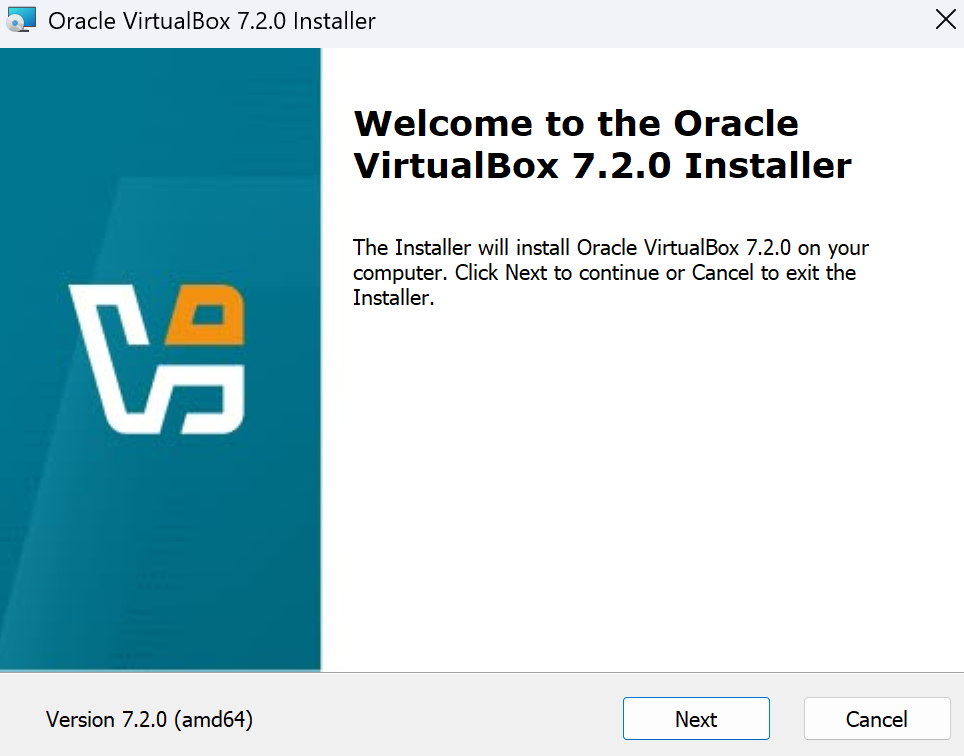 Oracle VirtualBox 7.2.0 Installer
Welcome to the Oracle
VirtualBox 7.2.0 Installer
The Installer will install Oracle VirtualBox 7.2.0 on your
computer. Click Next to continue or Cancel to exit the
Installer.
Version 7.2.0 (amd64)
Next
Cancel